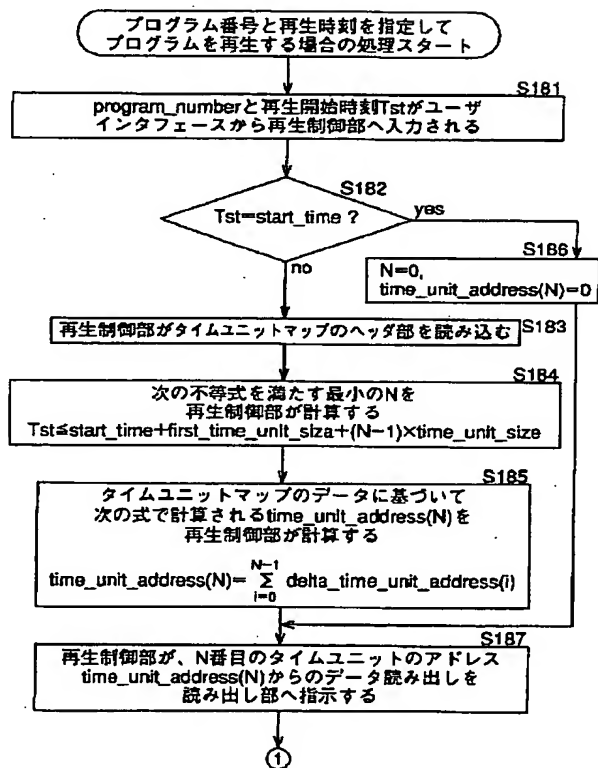 プログラム番号と再生時刻を指定して
プログラムを再生する場合の処理スタート
S181
program_numberと再生開始時刻Tstがユーザ
インタフェースから再生制御部へ入力される
S182
Tst=start_time ?
yes
no
S186
N=0,
time_unit_address(N)=0
再生制御部がタイムユニットマップのヘッダ部を読み込む
S183
S184
次の不等式を満たす最小のNを
再生制御部が計算する
Tst≦start_time+first_time_unit_siza+(N-1)×time_unit_size
S185
タイムユニットマップのデータに基づいて
次の式で計算されるtime_unit_address(N)を
再生制御部が計算する
N-1
time_unit_address(N)= Σ delta_time_unit_address(i)
i=0
S187
再生制御部が、N番目のタイムユニットのアドレス
time_unit_address(N)からのデータ読み出しを
読み出し部へ指示する
①